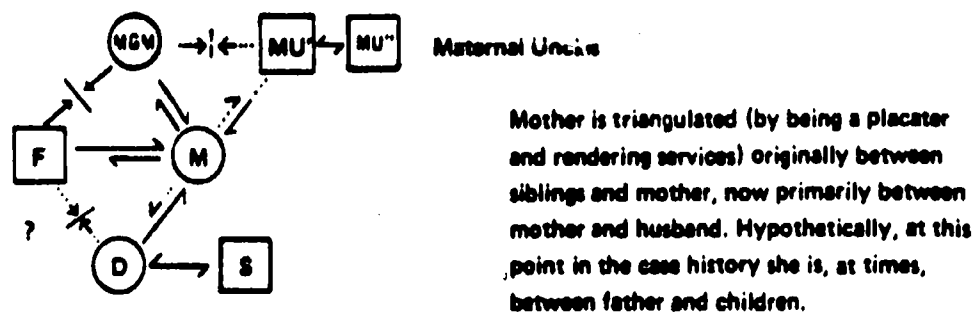 MGM MU' MU'' Maternal Uncles
F M
?
D S
Mother is triangulated (by being a placater
and rendering services) originally between
siblings and mother, now primarily between
mother and husband. Hypothetically, at this
point in the case history she is, at times,
between father and children.